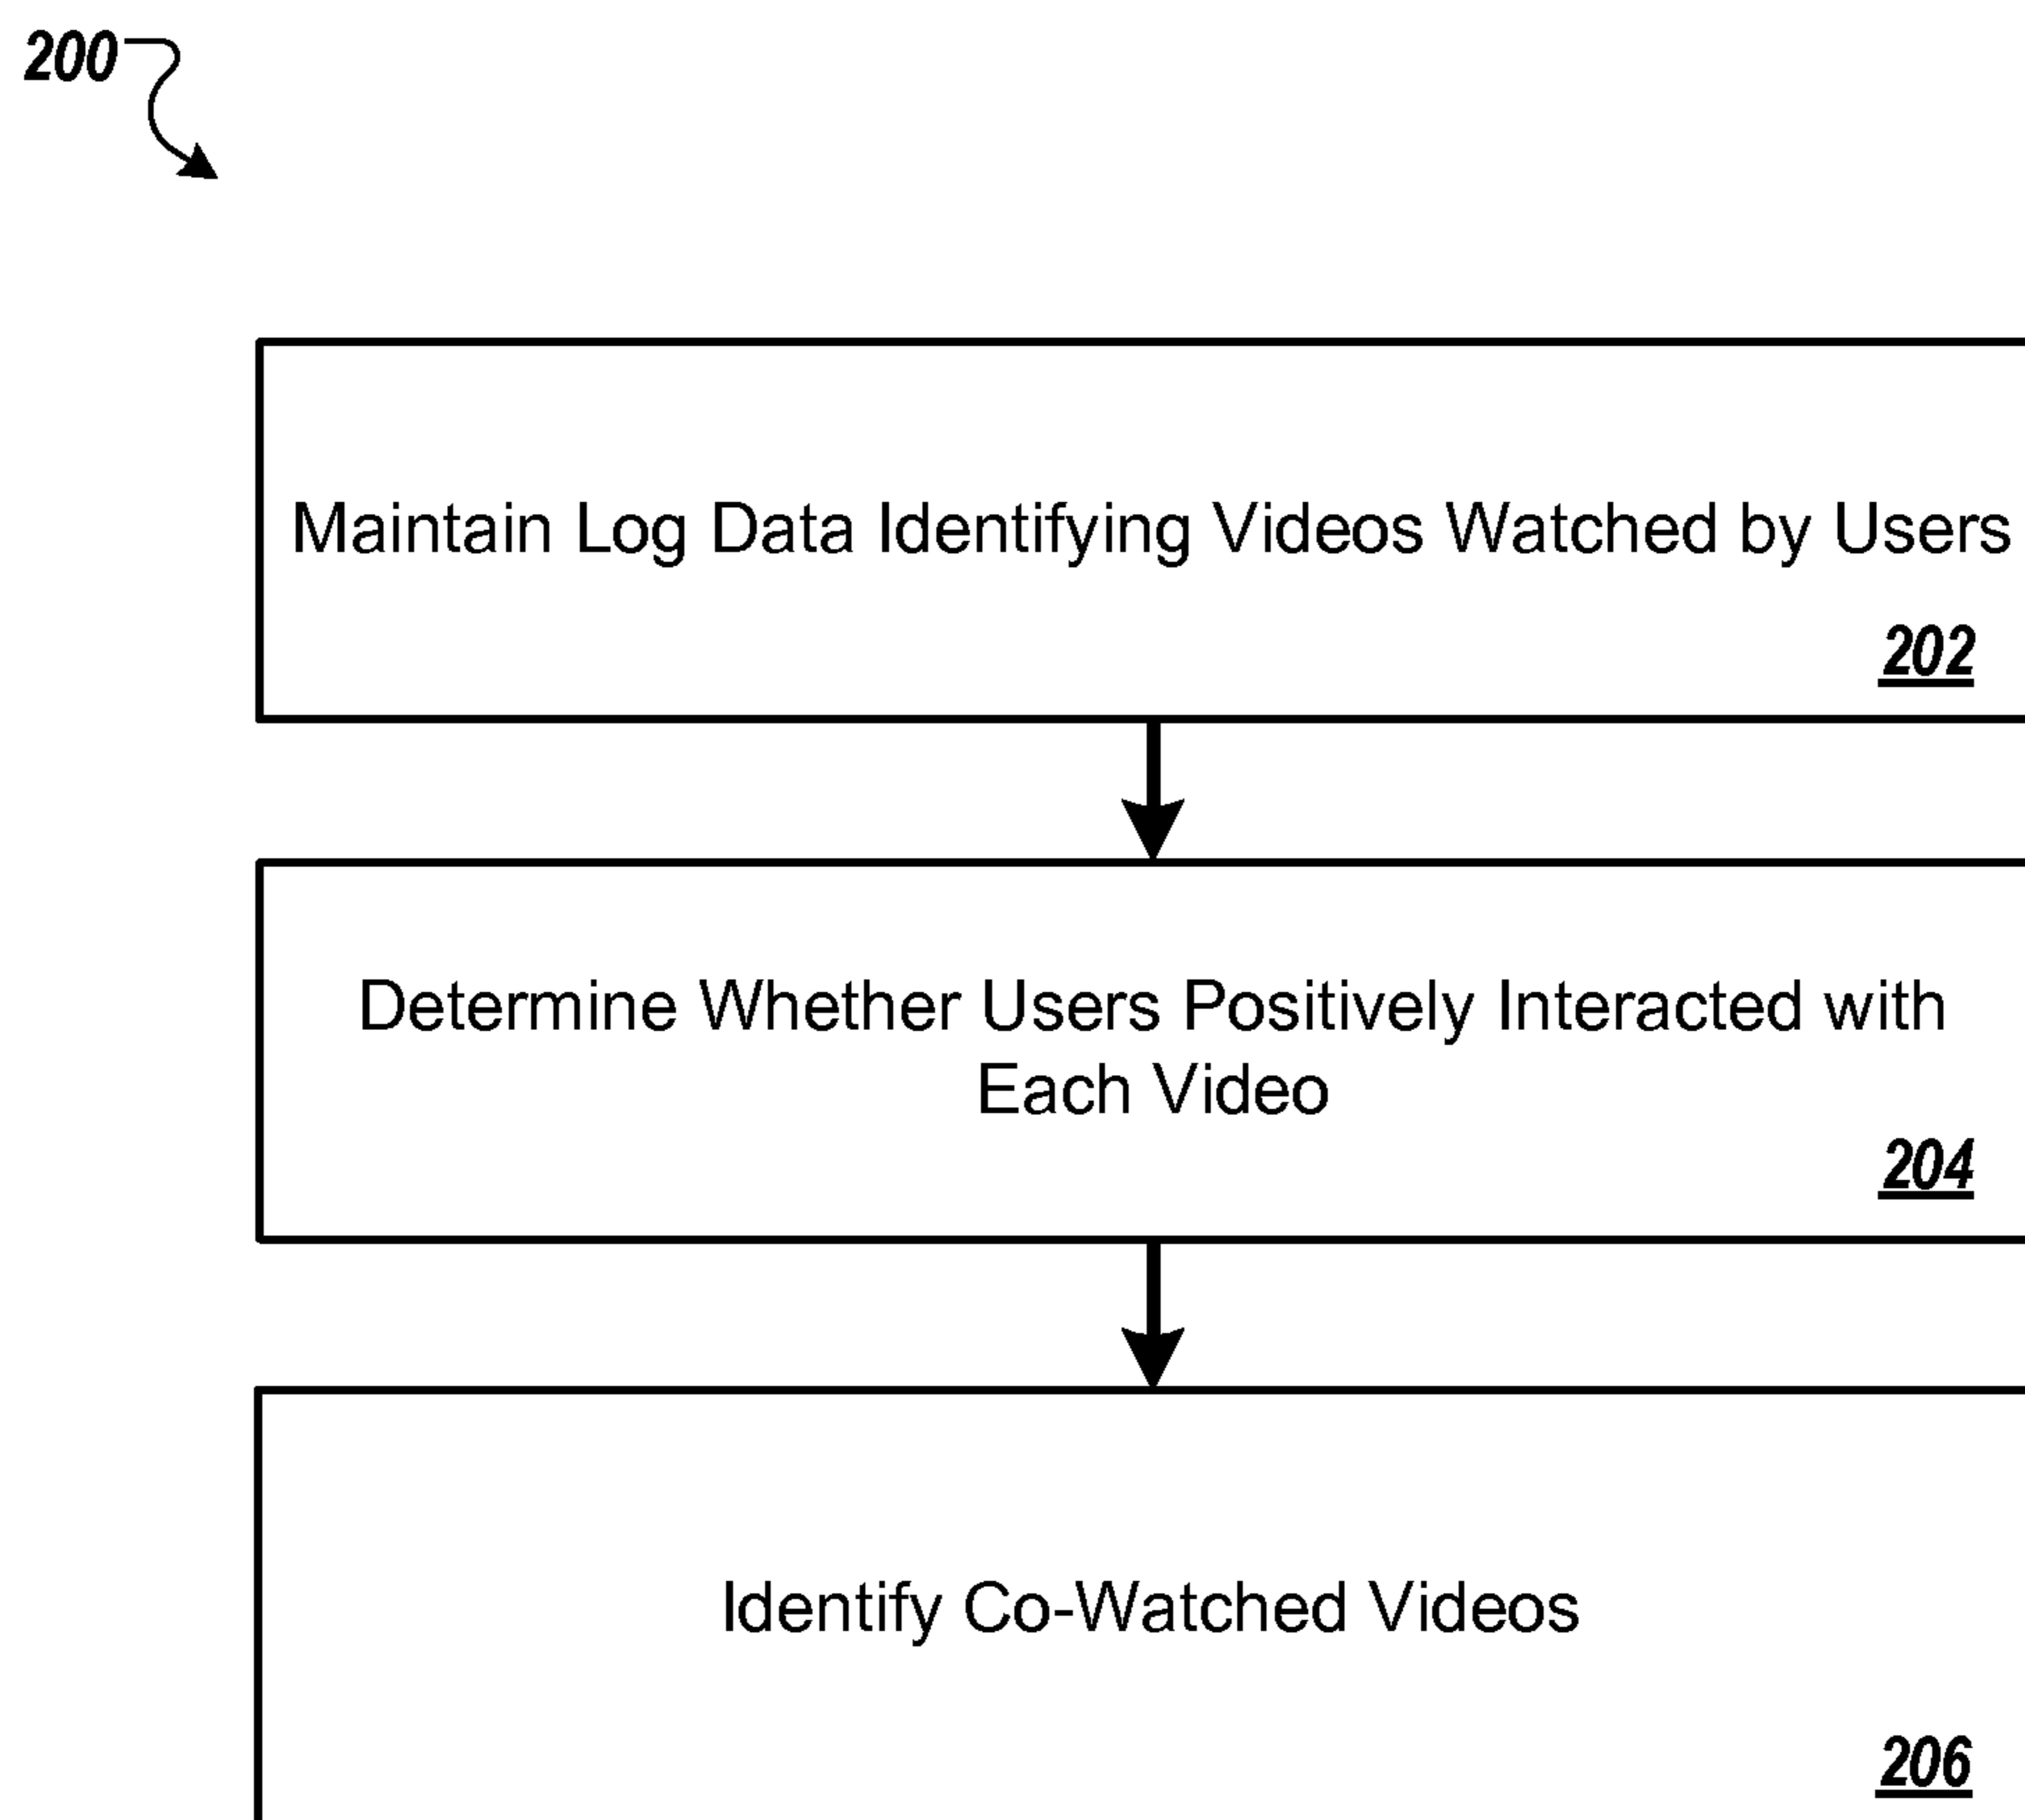 200
Maintain Log Data Identifying Videos Watched by Users
202
Determine Whether Users Positively Interacted with
Each Video
204
Identify Co-Watched Videos
206